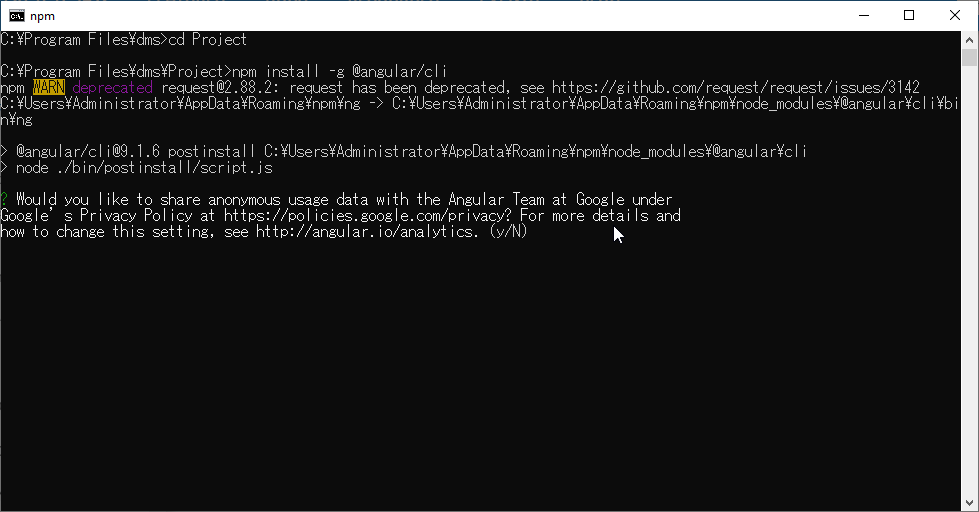 npm
C:¥Program Files¥dms>cd Project
C:¥Program Files¥dms¥Project>npm install -g @angular/cli
npm WARN deprecated request@2.88.2: request has been deprecated, see https://github.com/request/request/issues/3142
C:¥Users¥Administrator¥AppData¥Roaming¥npm¥ng -> C:¥Users¥Administrator¥AppData¥Roaming¥npm¥node_modules¥@angular¥cli¥bi
n¥ng
> @angular/cli@9.1.6 postinstall C:¥Users¥Administrator¥AppData¥Roaming¥npm¥node_modules¥@angular¥cli
> node ./bin/postinstall/script.js
? Would you like to share anonymous usage data with the Angular Team at Google under
Google’s Privacy Policy at https://policies.google.com/privacy? For more details and
how to change this setting, see http://angular.io/analytics. (y/N)